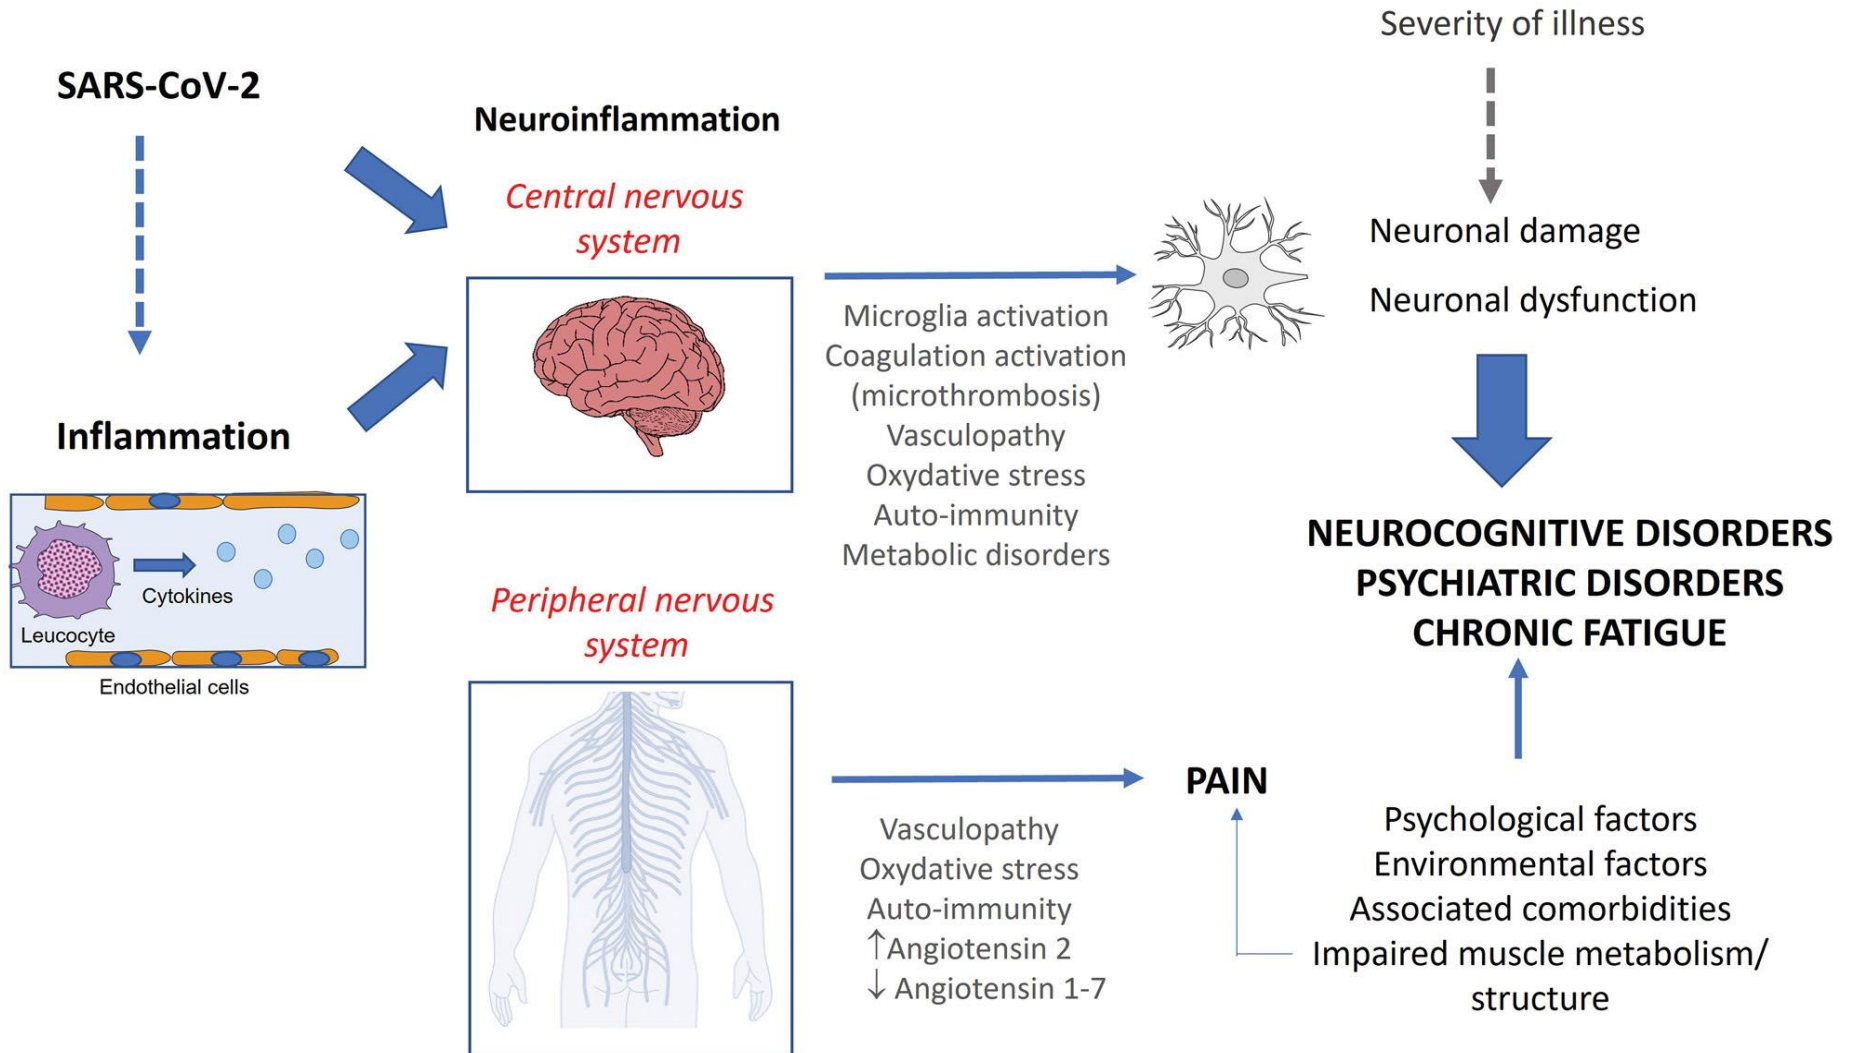 SARS-CoV-2
Inflammation
Cytokines
Leucocyte
Endothelial cells
Neuroinflammation
Central nervous
system
Peripheral nervous
system
Microglia activation
Coagulation activation
(microthrombosis)
Vasculopathy
Oxydative stress
Auto-immunity
Metabolic disorders
Vasculopathy
Oxydative stress
Auto-immunity
↑Angiotensin 2
↓ Angiotensin 1-7
PAIN
Severity of illness
Neuronal damage
Neuronal dysfunction
NEUROCOGNITIVE DISORDERS
PSYCHIATRIC DISORDERS
CHRONIC FATIGUE
Psychological factors
Environmental factors
Associated comorbidities
Impaired muscle metabolism/
structure